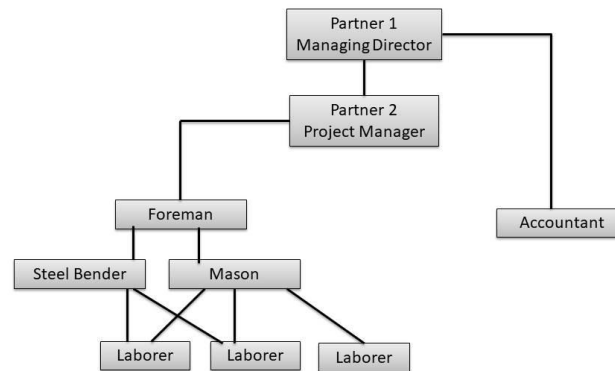 Partner 1
Managing Director
Partner 2
Project Manager
Foreman
Accountant
Steel Bender
Mason
Laborer
Laborer
Laborer